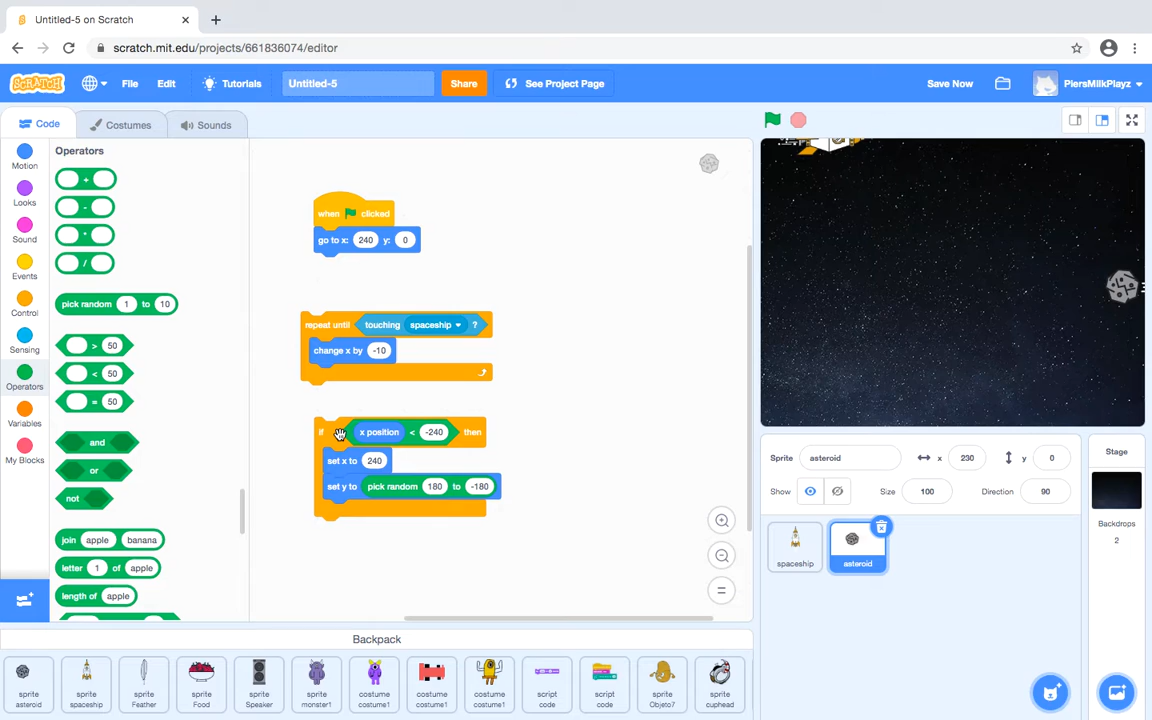 Untitled-5 on Scratch
scratch.mit.edu/projects/661836074/editor
SCRATCH
File
Edit
Tutorials
Untitled-5
Share
See Project Page
Save Now
PiersMilkPlayz
Code
Costumes
Sounds
Motion
Looks
Sound
Events
Control
Sensing
Operators
Variables
My Blocks
Operators
+
-
*
/
pick random 1 to 10
> 50
< 50
= 50
and
or
not
join apple banana
letter 1 of apple
length of apple
when clicked
go to x: 240 y: 0
repeat until touching spaceship ?
change x by -10
if x position < -240 then
set x to 240
set y to pick random 180 to -180
Sprite asteroid x 230 y 0
Show Size 100 Direction 90
spaceship
asteroid
Stage
Backdrops
2
Backpack
sprite asteroid
sprite spaceship
sprite Feather
sprite Food
sprite Speaker
sprite monster1
costume costume1
costume costume1
costume costume1
script code
script code
sprite Objeto7
sprite cuphead